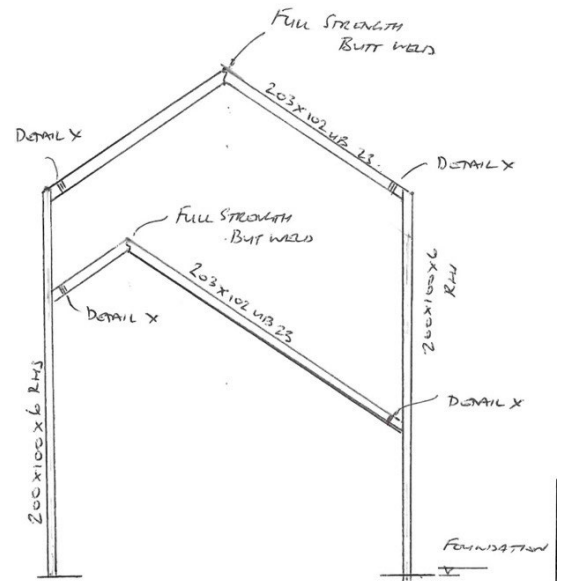 FULL STRENGTH
BUTT WELD
203x102 UB 23.
DETAIL X
DETAIL X
FULL STRENGTH
BUTT WELD
203x102 UB 23
DETAIL X
200x100x6
RHS
200x100x6 RHS
DETAIL X
FOUNDATION